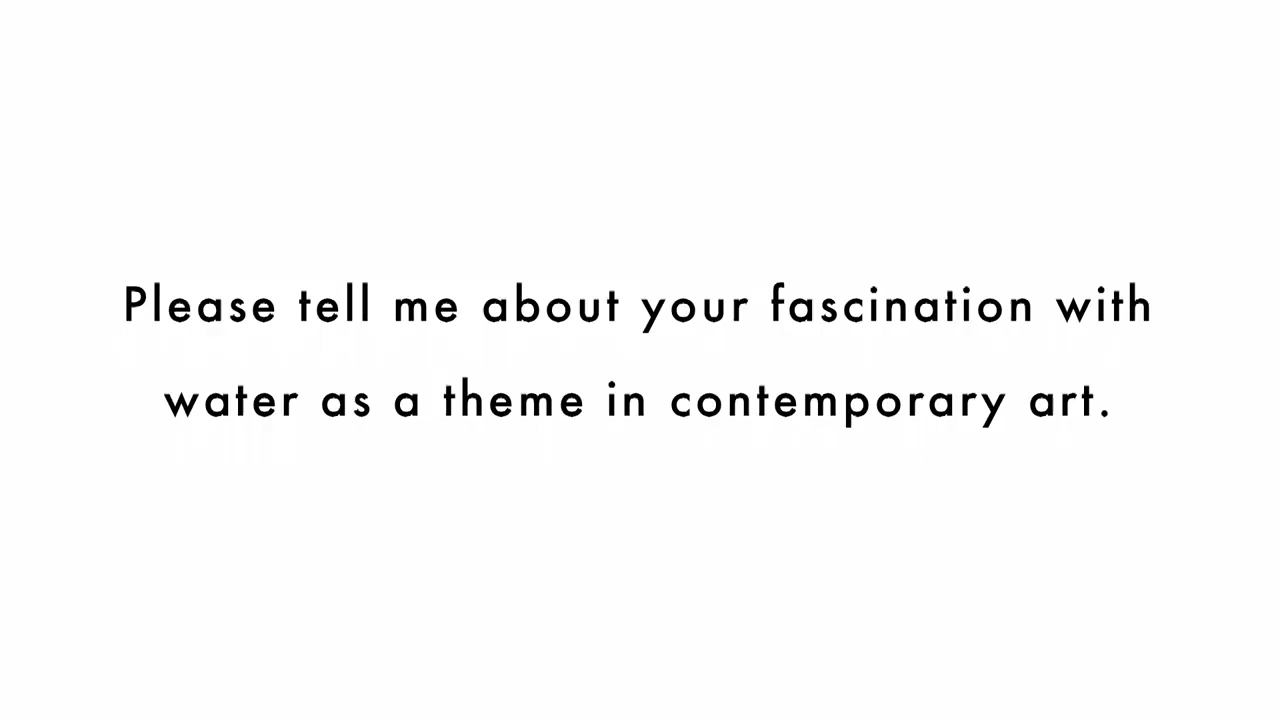 Please tell me about your fascination with
water as a theme in contemporary art.